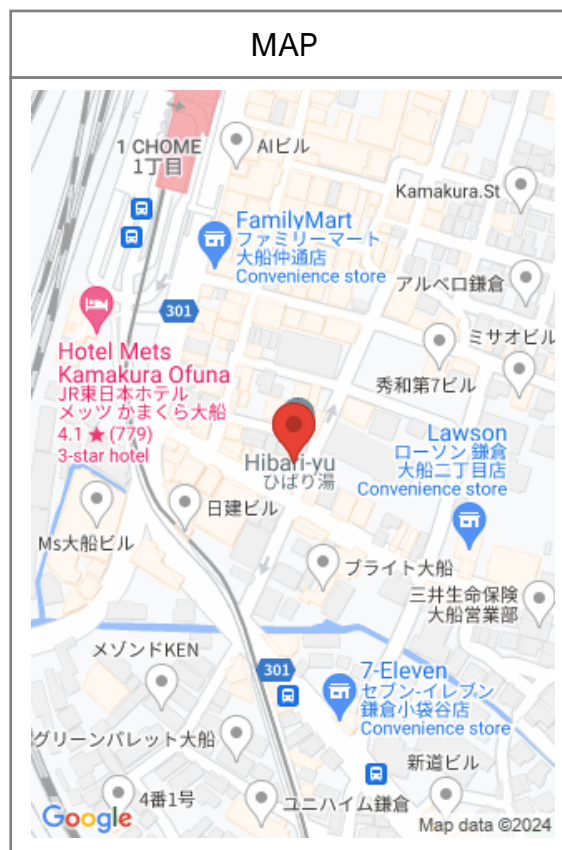 MAP
1 CHOME
1丁目
AIビル
Kamakura.St
FamilyMart
ファミリーマート
大船仲通店
Convenience store
アルベロ鎌倉
301
ミサオビル
Hotel Mets
Kamakura Ofuna
JR東日本ホテル
メッツ かまくら大船
4.1 ★ (779)
3-star hotel
秀和第7ビル
Lawson
ローソン 鎌倉
大船二丁目店
Convenience store
Hibari-yu
ひばり湯
日建ビル
Ms大船ビル
ブライト大船
三井生命保険
大船営業部
メゾンドKEN
301
7-Eleven
セブン-イレブン
鎌倉小袋谷店
Convenience store
グリーンパレット大船
新道ビル
4番1号
ユニハイム鎌倉
Google
Map data ©2024